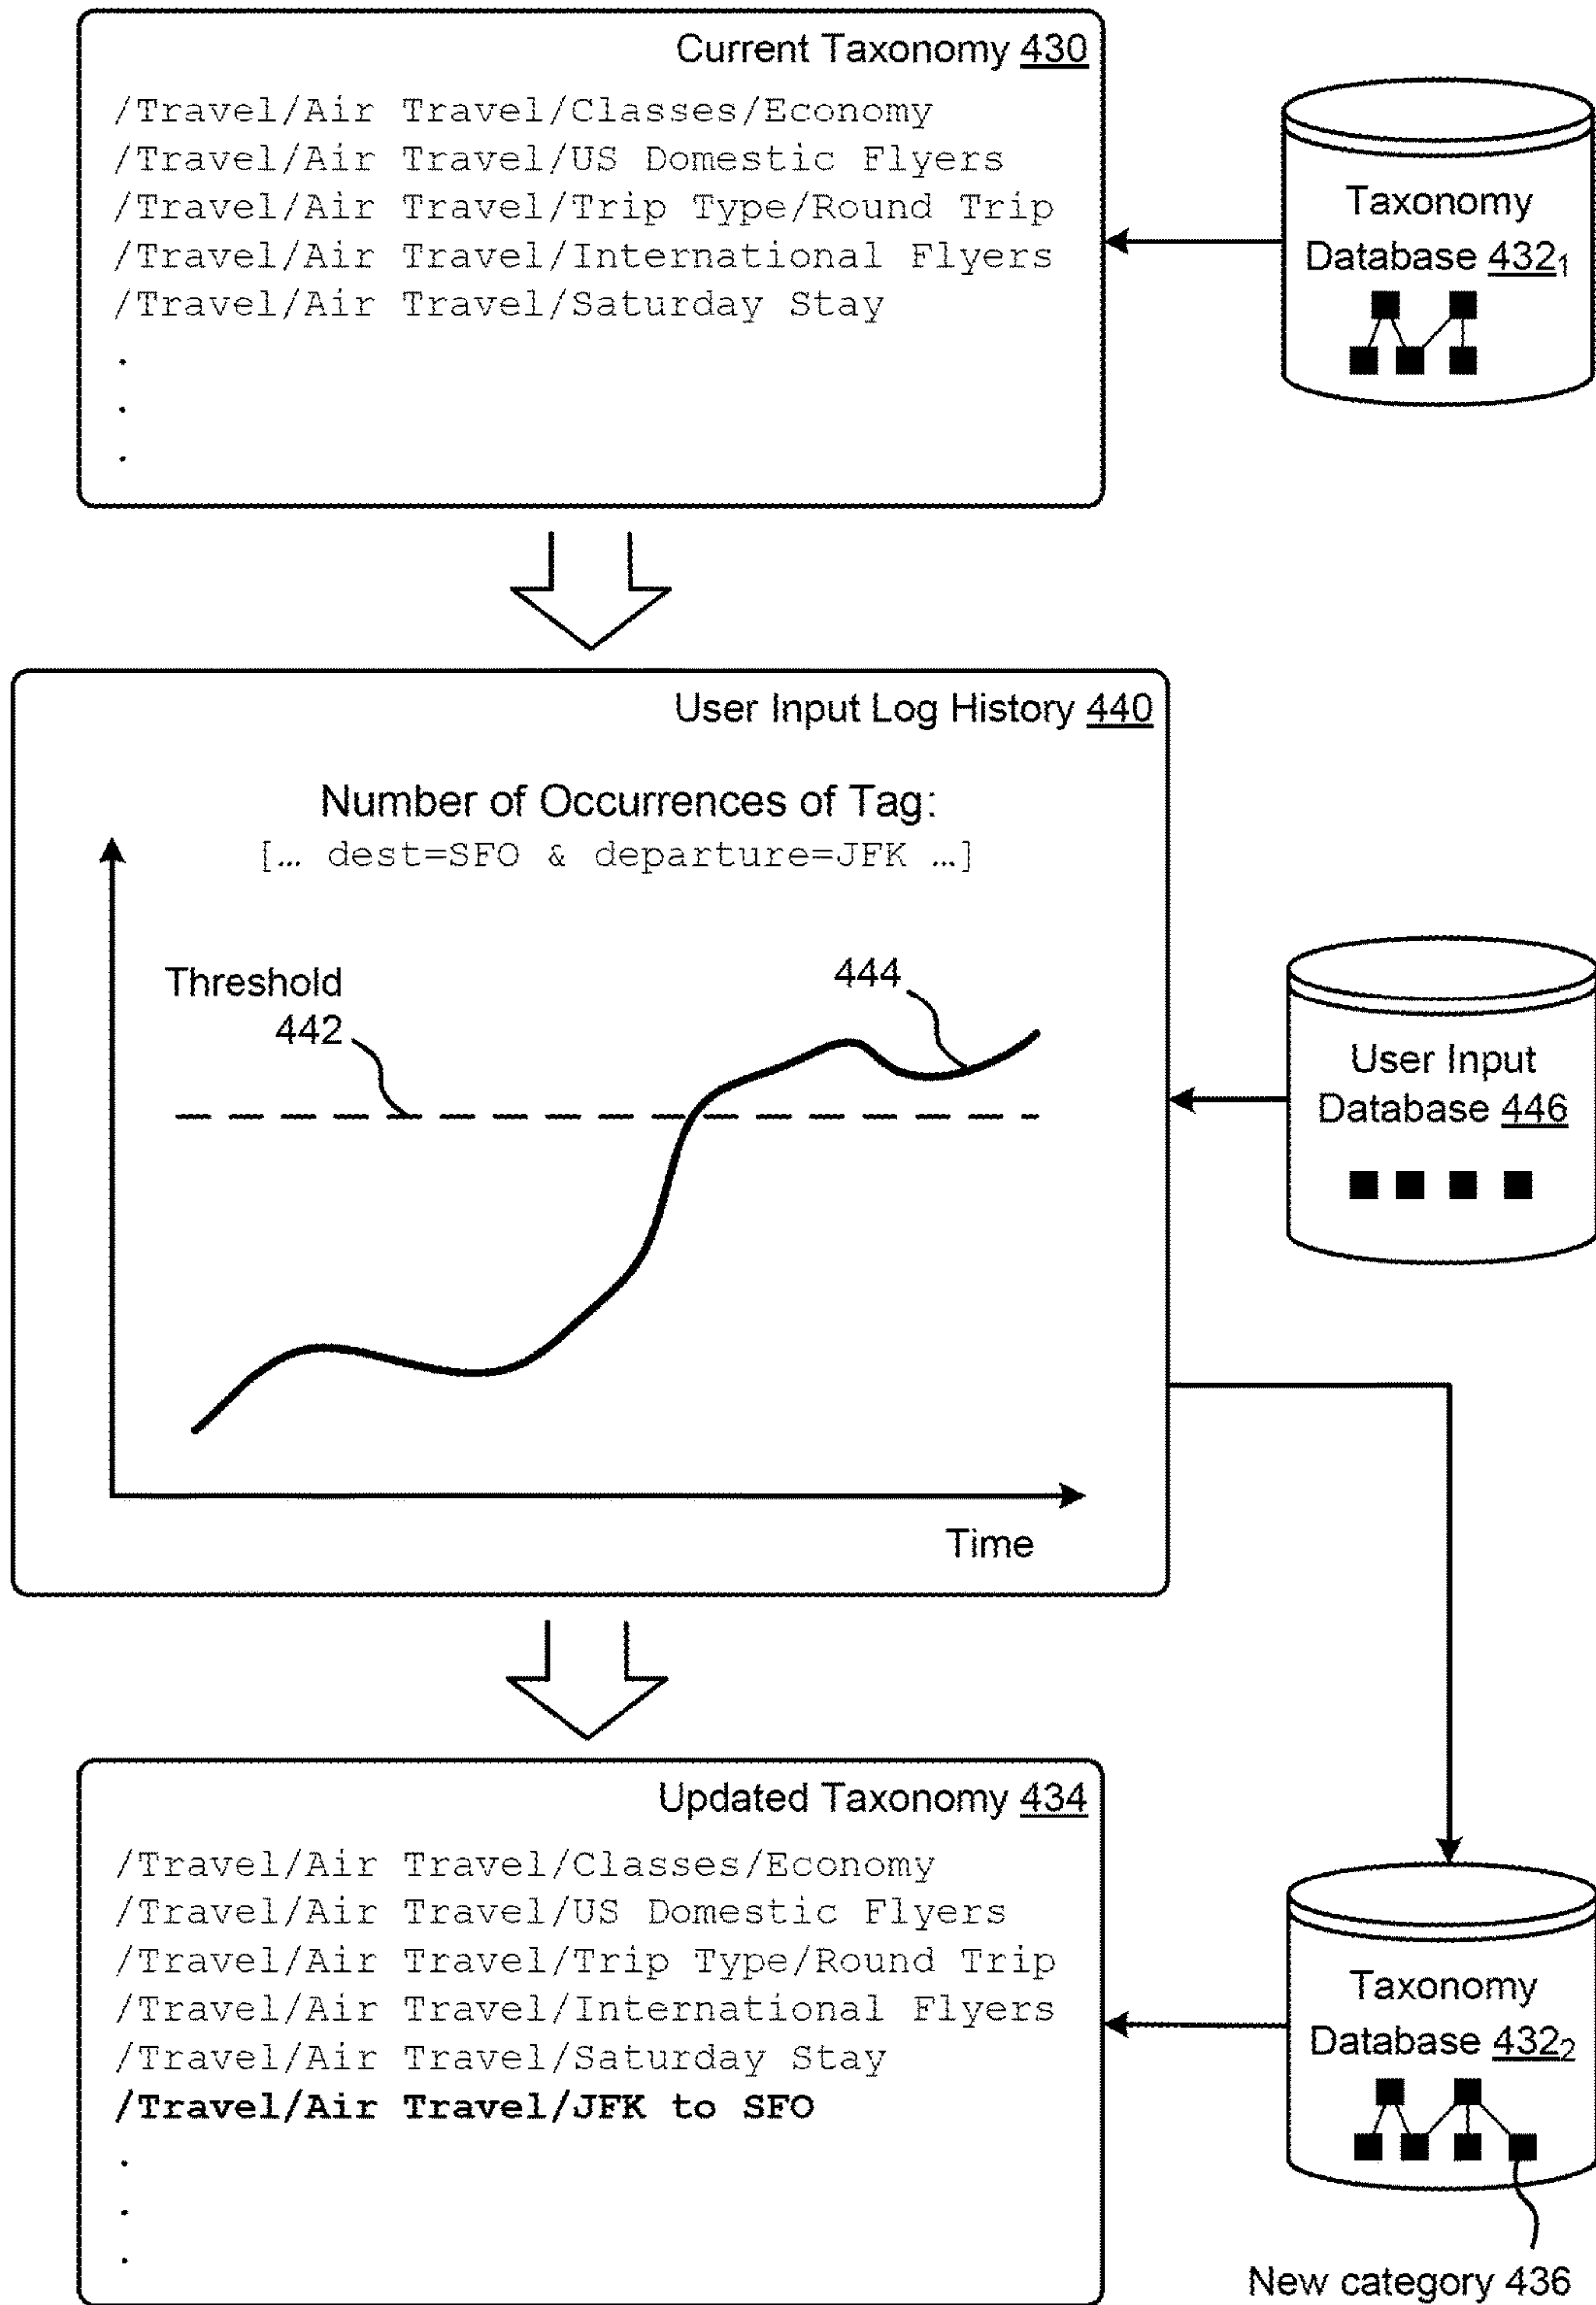 Current Taxonomy 430
/Travel/Air Travel/Classes/Economy
/Travel/Air Travel/US Domestic Flyers
/Travel/Air Travel/Trip Type/Round Trip
/Travel/Air Travel/International Flyers
/Travel/Air Travel/Saturday Stay
.
.
.
Taxonomy
Database 432₁
User Input Log History 440
Number of Occurrences of Tag:
[… dest=SFO & departure=JFK …]
Threshold
442
444
Time
User Input
Database 446
Updated Taxonomy 434
/Travel/Air Travel/Classes/Economy
/Travel/Air Travel/US Domestic Flyers
/Travel/Air Travel/Trip Type/Round Trip
/Travel/Air Travel/International Flyers
/Travel/Air Travel/Saturday Stay
/Travel/Air Travel/JFK to SFO
.
.
.
Taxonomy
Database 432₂
New category 436